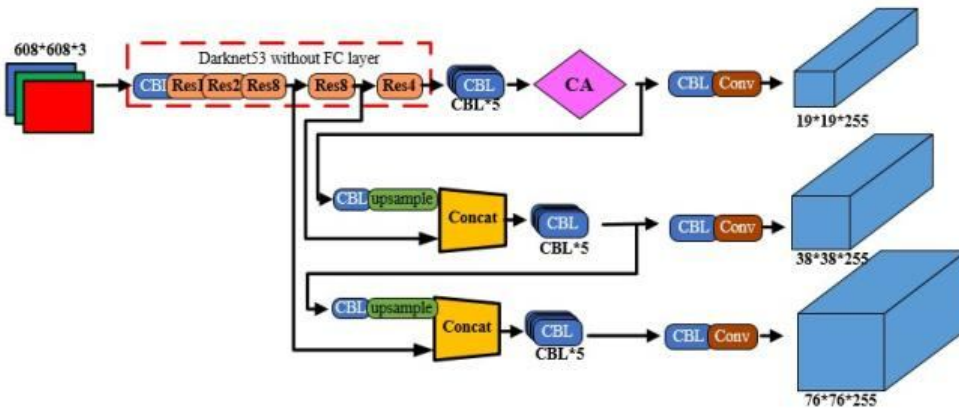 608*608*3
Darknet53 without FC layer
CBL Res1 Res2 Res8 Res8 Res4
CBL
CBL*5
CA
CBL Conv
19*19*255
CBL upsample
Concat
CBL
CBL*5
CBL Conv
38*38*255
CBL upsample
Concat
CBL
CBL*5
CBL Conv
76*76*255